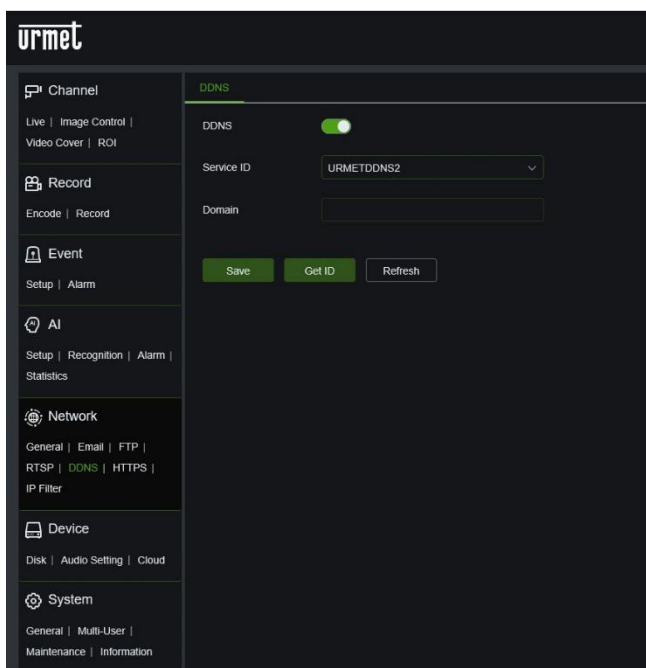 urmet
Channel
Live | Image Control |
Video Cover | ROI
Record
Encode | Record
Event
Setup | Alarm
AI
Setup | Recognition | Alarm |
Statistics
Network
General | Email | FTP |
RTSP | DDNS | HTTPS |
IP Filter
Device
Disk | Audio Setting | Cloud
System
General | Multi-User |
Maintenance | Information
DDNS
DDNS
Service ID URMETDDNS2
Domain
Save Get ID Refresh